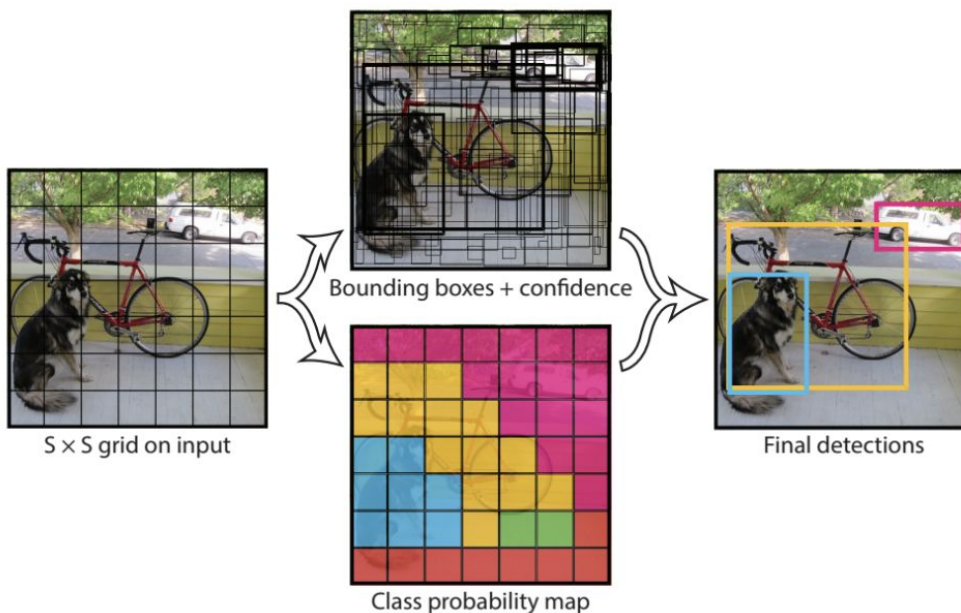 Bounding boxes + confidence
S × S grid on input
Final detections
Class probability map